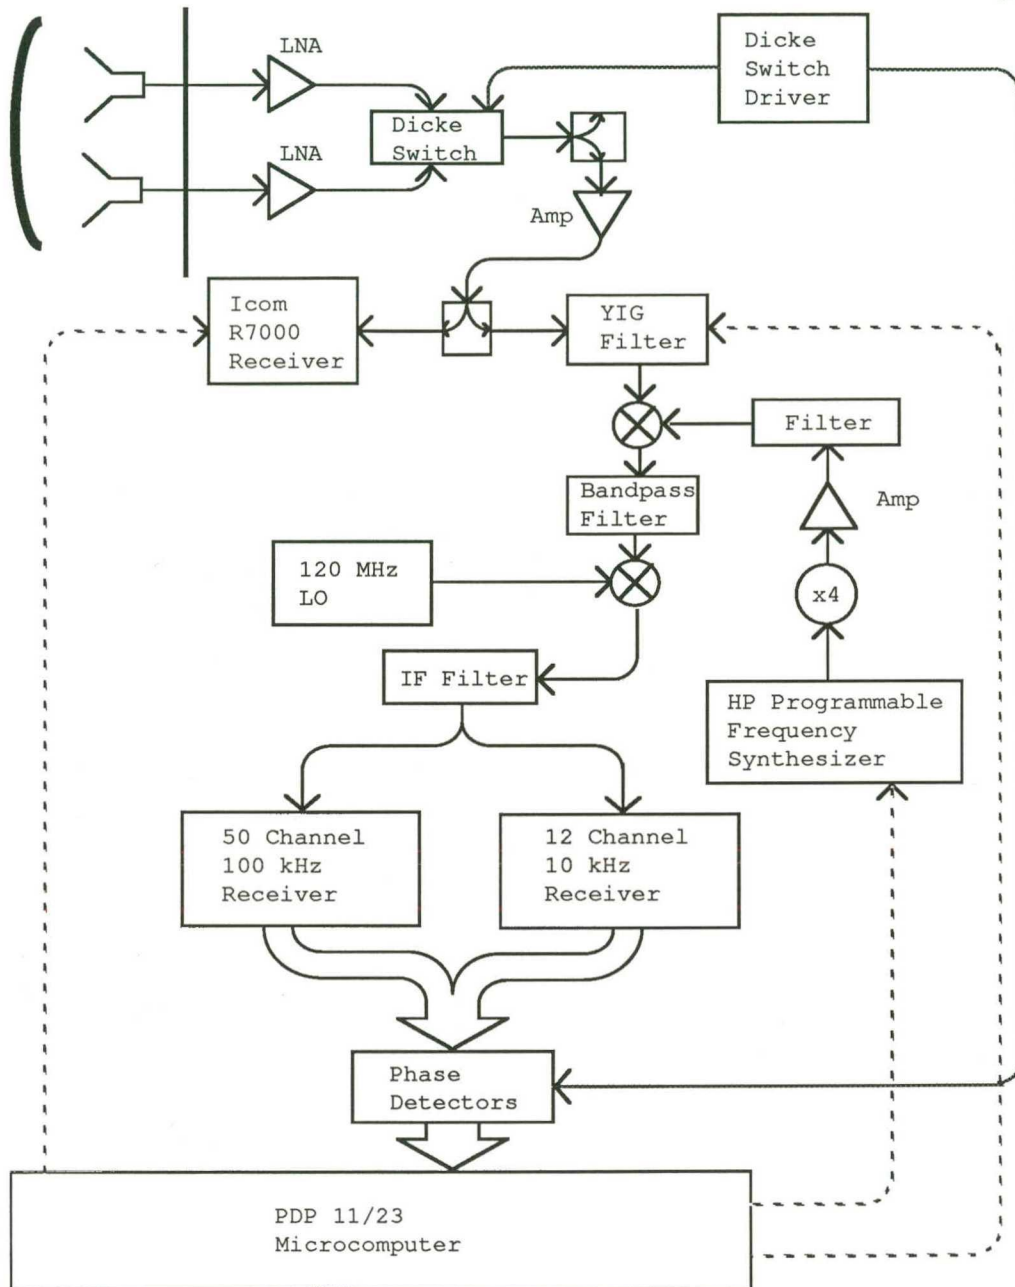 LNA
Dicke
Switch
Driver
Dicke
Switch
LNA
Amp
Icom
R7000
Receiver
YIG
Filter
Filter
Bandpass
Filter
Amp
120 MHz
LO
x4
IF Filter
HP Programmable
Frequency
Synthesizer
50 Channel
100 kHz
Receiver
12 Channel
10 kHz
Receiver
Phase
Detectors
PDP 11/23
Microcomputer